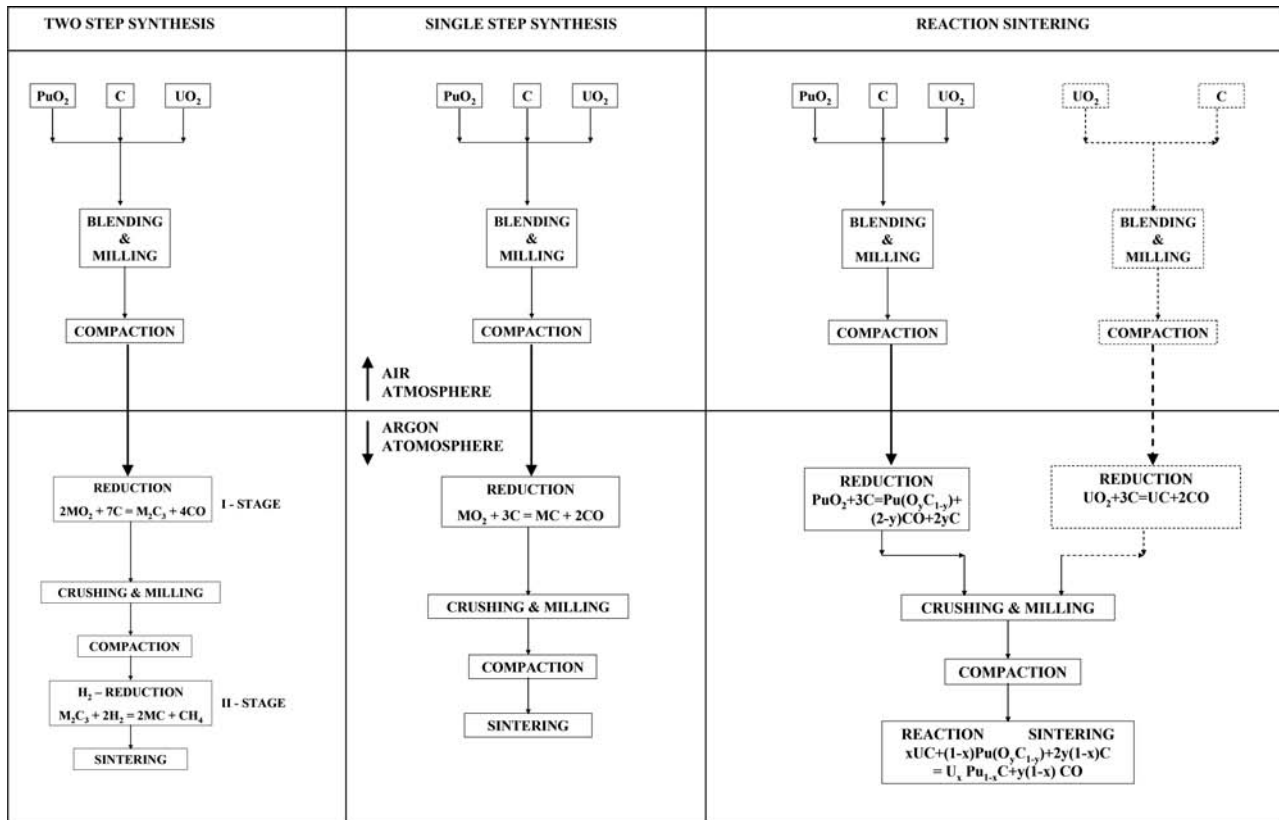 TWO STEP SYNTHESIS
PuO₂ C UO₂
BLENDING
&
MILLING
COMPACTION
REDUCTION
2MO₂ + 7C = M₂C₃ + 4CO
I - STAGE
CRUSHING & MILLING
COMPACTION
H₂ – REDUCTION
M₂C₃ + 2H₂ = 2MC + CH₄
II - STAGE
SINTERING
SINGLE STEP SYNTHESIS
PuO₂ C UO₂
BLENDING
&
MILLING
COMPACTION
AIR
ATMOSPHERE
ARGON
ATOMOSPHERE
REDUCTION
MO₂ + 3C = MC + 2CO
CRUSHING & MILLING
COMPACTION
SINTERING
REACTION SINTERING
PuO₂ C UO₂
BLENDING
&
MILLING
COMPACTION
REDUCTION
PuO₂+3C=Pu(OᵧC₁₋ᵧ)+
(2-y)CO+2yC
UO₂ C
BLENDING
&
MILLING
COMPACTION
REDUCTION
UO₂+3C=UC+2CO
CRUSHING & MILLING
COMPACTION
REACTION SINTERING
xUC+(1-x)Pu(OᵧC₁₋ᵧ)+2y(1-x)C
= Uₓ Pu₁₋ₓC+y(1-x) CO